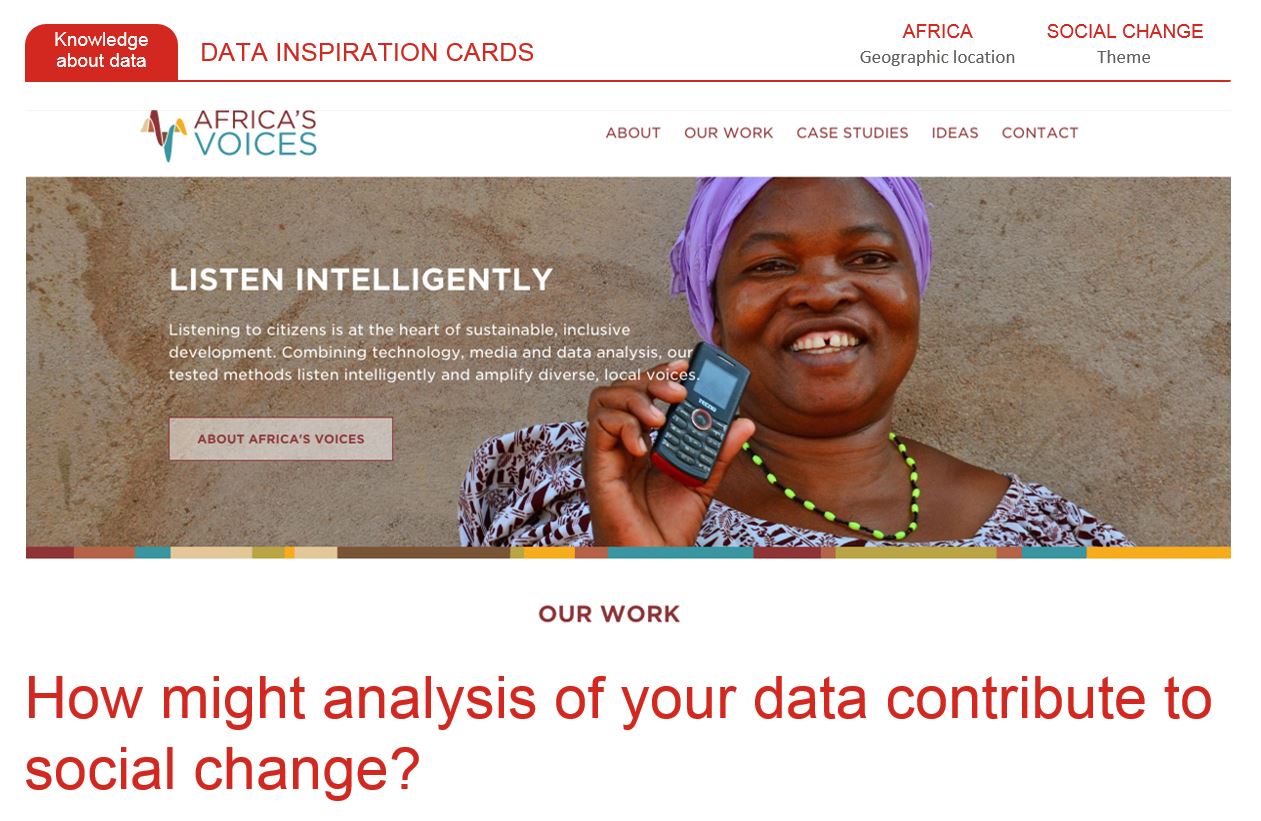 Knowledge
about data
DATA INSPIRATION CARDS
AFRICA
Geographic location
SOCIAL CHANGE
Theme
AFRICA'S
VOICES
ABOUT OUR WORK CASE STUDIES IDEAS CONTACT
LISTEN INTELLIGENTLY
Listening to citizens is at the heart of sustainable, inclusive
development. Combining technology, media and data analysis, our
tested methods listen intelligently and amplify diverse, local voices.
TECNO
ABOUT AFRICA'S VOICES
OUR WORK
How might analysis of your data contribute to
social change?